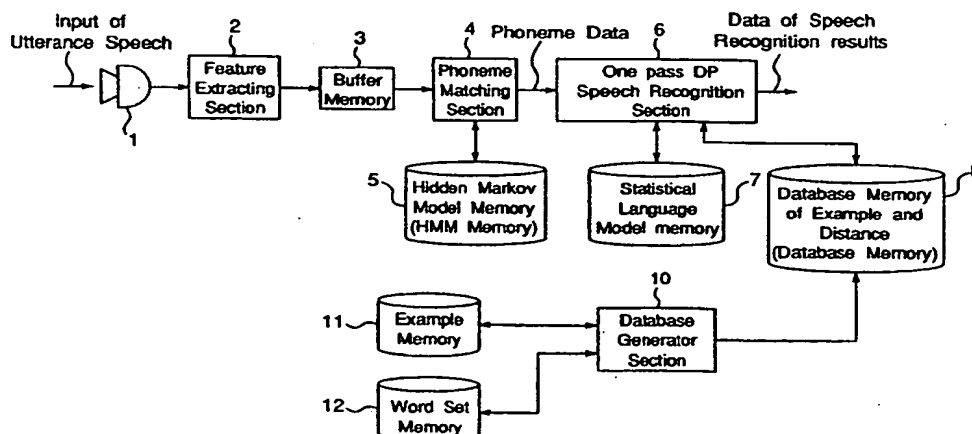 Input of
Utterance Speech
1
2
Feature
Extracting
Section
3
Buffer
Memory
4
Phoneme
Matching
Section
Phoneme Data
6
One pass DP
Speech Recognition
Section
Data of Speech
Recognition results
5
Hidden Markov
Model Memory
(HMM Memory)
Statistical
Language
Model memory
7
Database Memory
of Example and
Distance
(Database Memory)
10
Database
Generator
Section
11
Example
Memory
12
Word Set
Memory